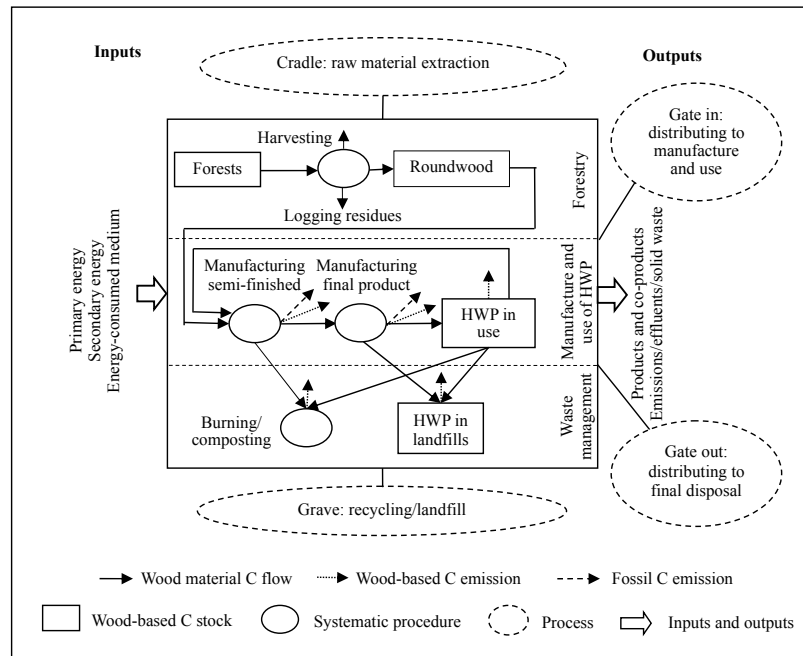 Inputs
Outputs
Cradle: raw material extraction
Gate in:
distributing to
manufacture
and use
Harvesting
Forests
Roundwood
Logging residues
Forestry
Primary energy
Secondary energy
Energy-consumed medium
Manufacturing
semi-finished
Manufacturing
final product
HWP in
use
Manufacture and
use of HWP
Products and co-products
Emissions/effluents/solid waste
Burning/
composting
HWP in
landfills
Waste
management
Gate out:
distributing to
final disposal
Grave: recycling/landfill
Wood material C flow
Wood-based C emission
Fossil C emission
Wood-based C stock
Systematic procedure
Process
Inputs and outputs